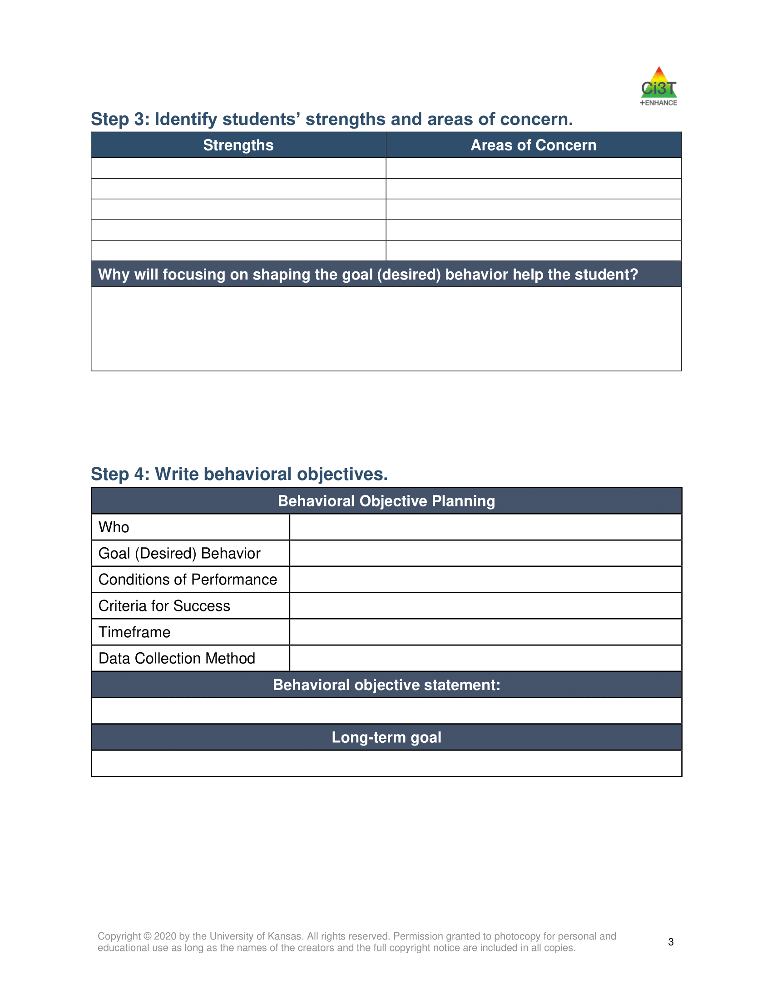 Ci3T
+ENHANCE
Step 3: Identify students’ strengths and areas of concern.
Strengths
Areas of Concern
Why will focusing on shaping the goal (desired) behavior help the student?
Step 4: Write behavioral objectives.
Behavioral Objective Planning
Who
Goal (Desired) Behavior
Conditions of Performance
Criteria for Success
Timeframe
Data Collection Method
Behavioral objective statement:
Long-term goal
Copyright © 2020 by the University of Kansas. All rights reserved. Permission granted to photocopy for personal and
educational use as long as the names of the creators and the full copyright notice are included in all copies.
3